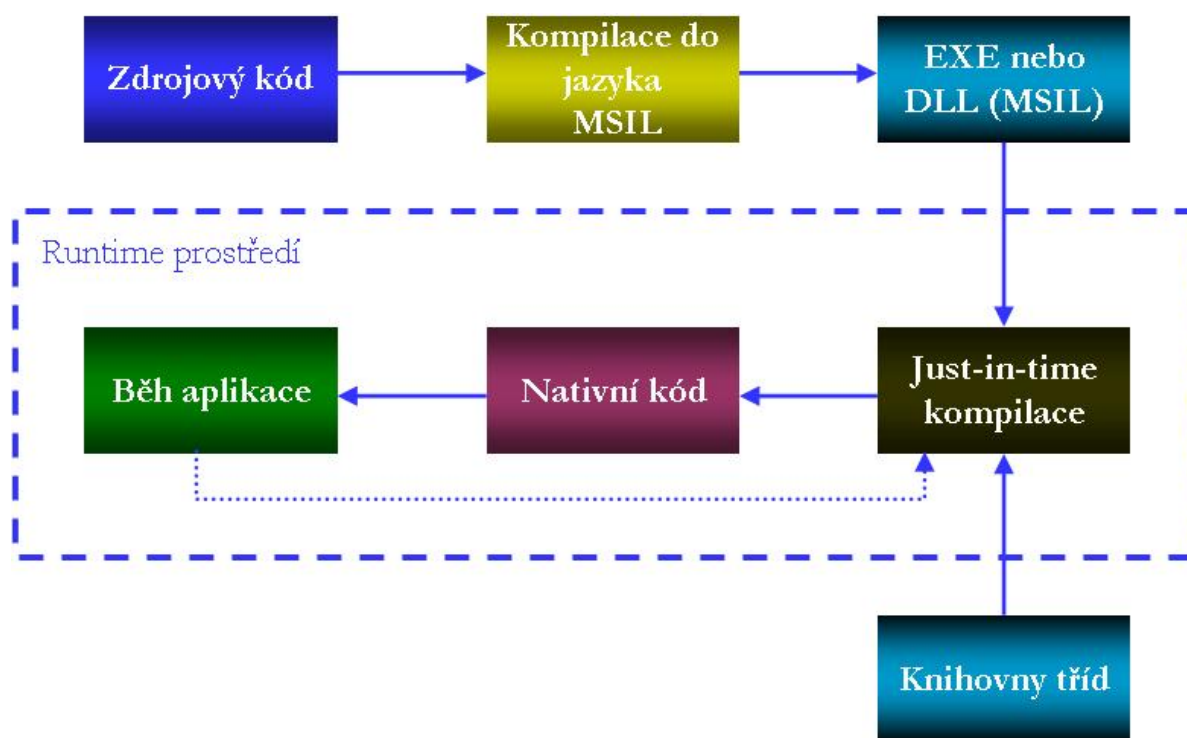 Zdrojový kód
Kompilace do
jazyka
MSIL
EXE nebo
DLL (MSIL)
Runtime prostředí
Běh aplikace
Nativní kód
Just-in-time
kompilace
Knihovny tříd